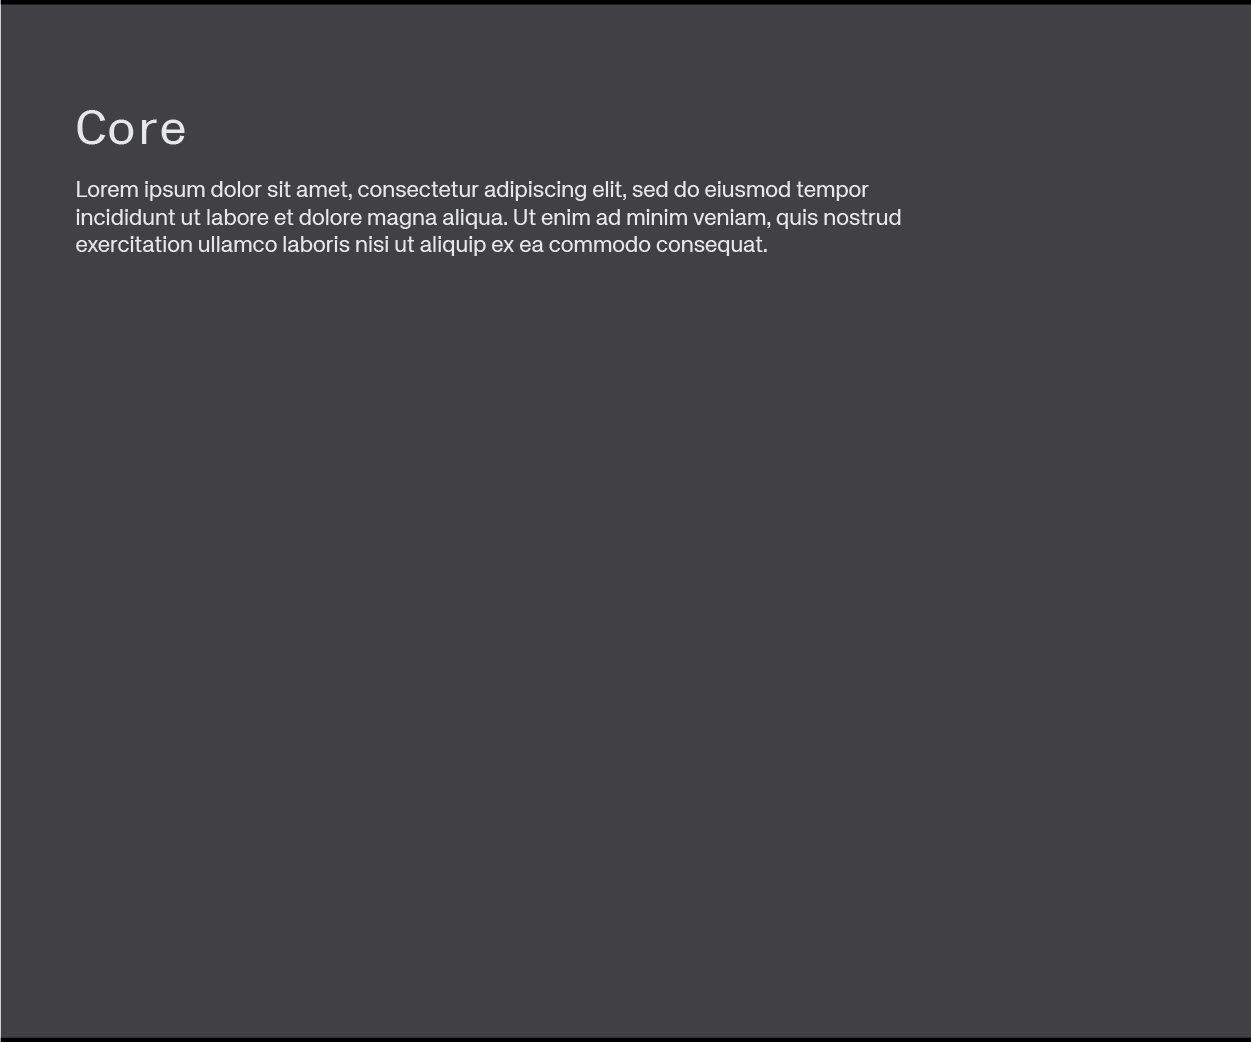 Core
Lorem ipsum dolor sit amet, consectetur adipiscing elit, sed do eiusmod tempor
incididunt ut labore et dolore magna aliqua. Ut enim ad minim veniam, quis nostrud
exercitation ullamco laboris nisi ut aliquip ex ea commodo consequat.